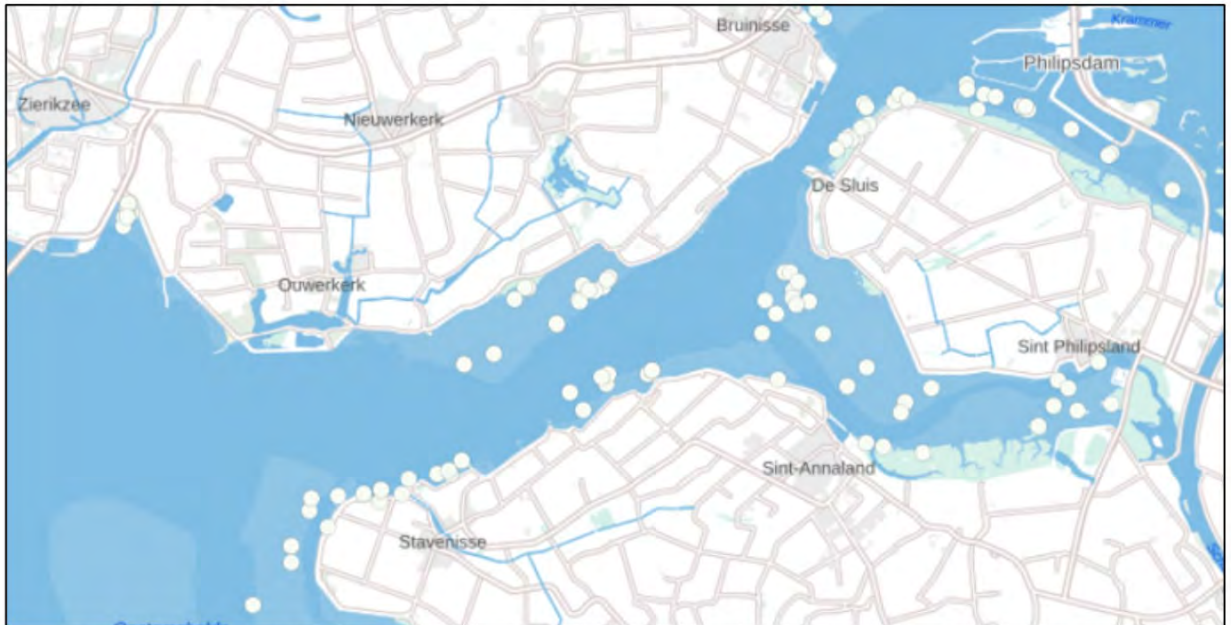 Bruinisse
Krammer
Philipsdam
Zierikzee
Nieuwerkerk
De Sluis
Ouwerkerk
Sint Philipsland
Sint-Annaland
Stavenisse